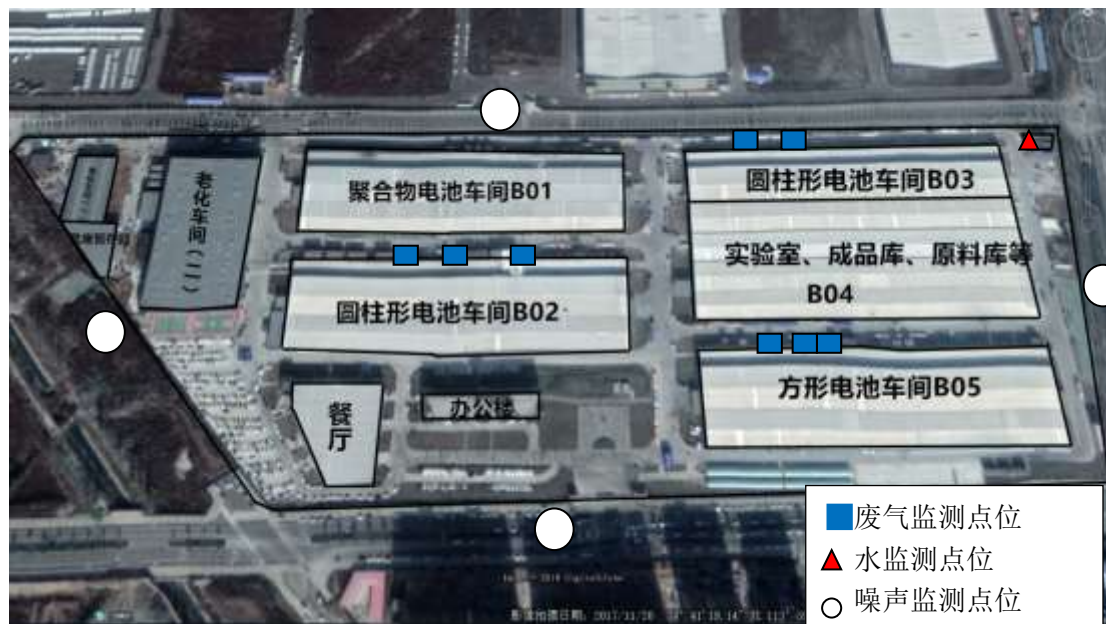 老化车间(二)
聚合物电池车间B01
圆柱形电池车间B02
圆柱形电池车间B03
实验室、成品库、原料库等
B04
方形电池车间B05
餐厅
办公楼
废气监测点位
水监测点位
噪声监测点位